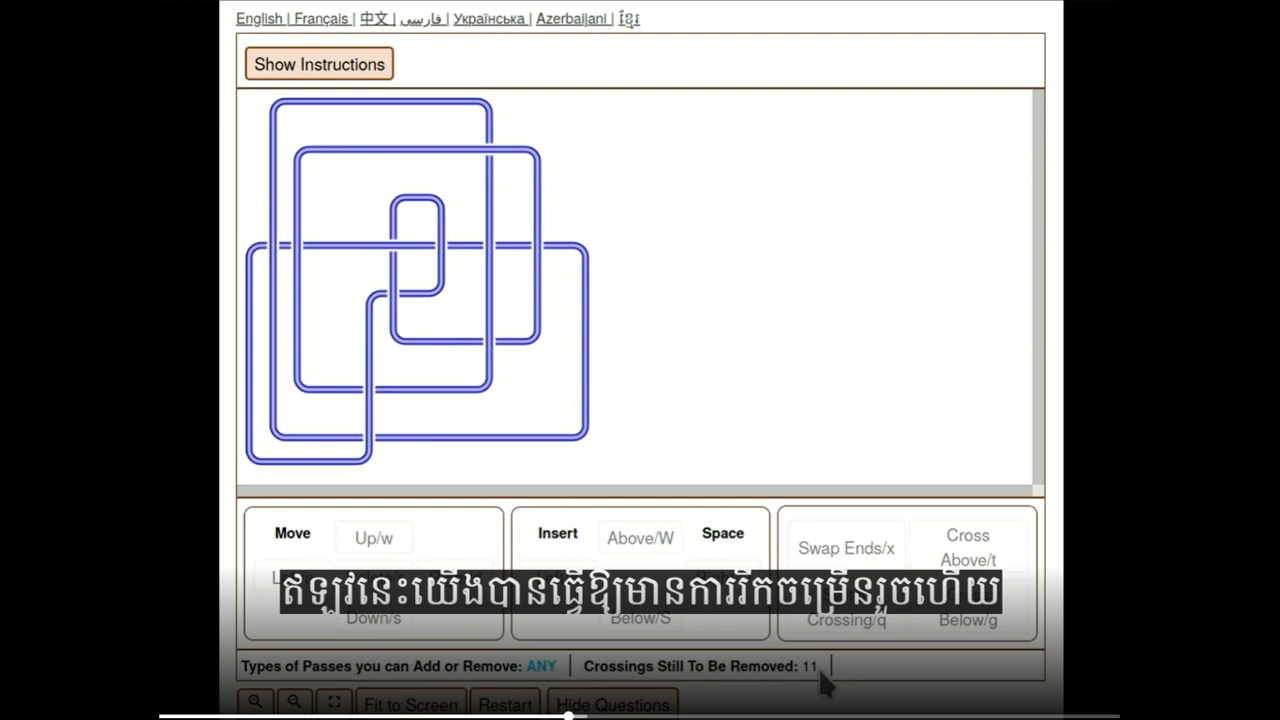 English | Français | 中文 | فارسی | Українська | Azerbaijani | ខ្មែរ
Show Instructions
Move Up/w Insert Above/W Space Swap Ends/x Cross Above/t
ឥឡូវនេះយើងបានធ្វើឱ្យមានការរីកចម្រើនរួចហើយ
Down/s Below/S Crossing/q Below/g
Types of Passes you can Add or Remove: ANY Crossings Still To Be Removed: 11
Fit to Screen Restart Hide Questions